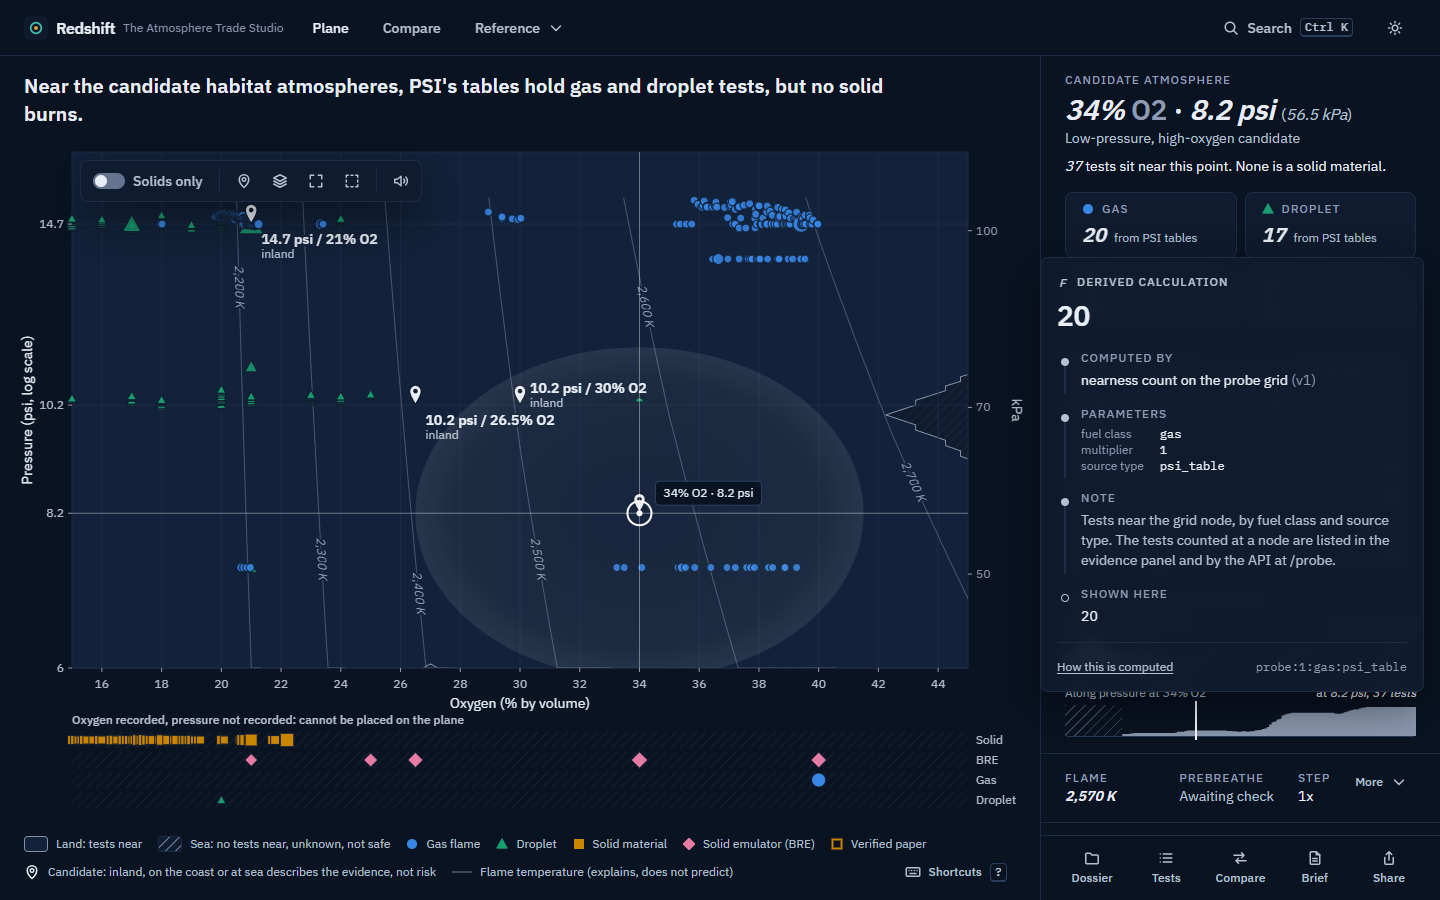 Redshift The Atmosphere Trade Studio Plane Compare Reference Search Ctrl K
Near the candidate habitat atmospheres, PSI's tables hold gas and droplet tests, but no solid
burns.
Solids only
14.7
10.2
8.2
6
Pressure (psi, log scale)
100
70
50
kPa
14.7 psi / 21% O2
inland
10.2 psi / 30% O2
inland
10.2 psi / 26.5% O2
inland
34% O2 · 8.2 psi
2,200 K
2,300 K
2,400 K
2,500 K
2,600 K
2,700 K
16 18 20 22 24 26 28 30 32 34 36 38 40 42 44
Oxygen (% by volume)
Oxygen recorded, pressure not recorded: cannot be placed on the plane
Solid
BRE
Gas
Droplet
Land: tests near Sea: no tests near, unknown, not safe Gas flame Droplet Solid material Solid emulator (BRE) Verified paper
Candidate: inland, on the coast or at sea describes the evidence, not risk Flame temperature (explains, does not predict) Shortcuts ?
CANDIDATE ATMOSPHERE
34% O2 · 8.2 psi (56.5 kPa)
Low-pressure, high-oxygen candidate
37 tests sit near this point. None is a solid material.
GAS
20 from PSI tables
DROPLET
17 from PSI tables
F DERIVED CALCULATION
20
COMPUTED BY
nearness count on the probe grid (v1)
PARAMETERS
fuel class gas
multiplier 1
source type psi_table
NOTE
Tests near the grid node, by fuel class and source
type. The tests counted at a node are listed in the
evidence panel and by the API at /probe.
SHOWN HERE
20
How this is computed probe:1:gas:psi_table
Along pressure at 34% O2 at 8.2 psi, 37 tests
FLAME PREBREATHE STEP More
2,570 K Awaiting check 1x
Dossier Tests Compare Brief Share